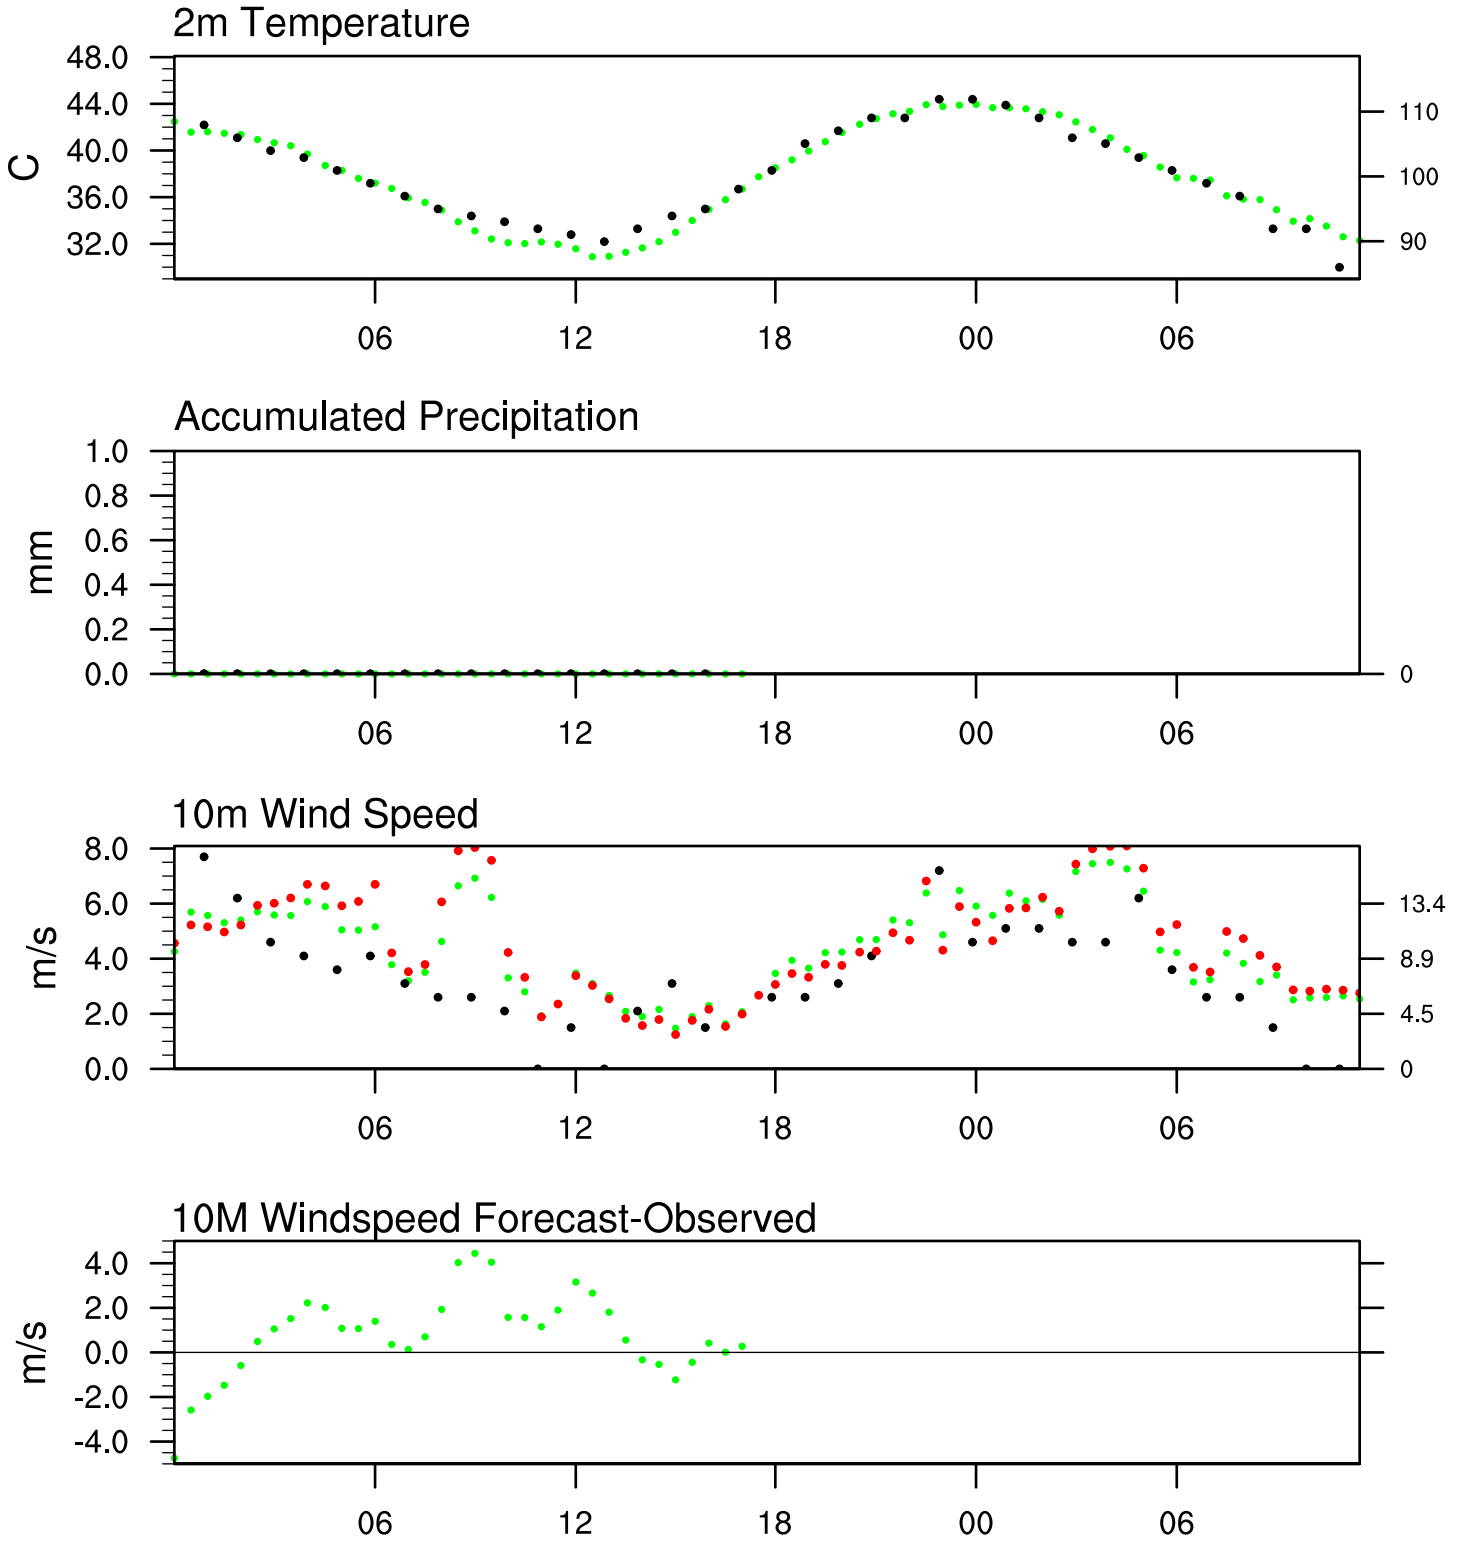 2m Temperature
48.0
44.0
40.0
36.0
32.0
C
110
100
90
06 12 18 00 06
Accumulated Precipitation
1.0
0.8
0.6
0.4
0.2
0.0
mm
0
06 12 18 00 06
10m Wind Speed
8.0
6.0
4.0
2.0
0.0
m/s
13.4
8.9
4.5
0
06 12 18 00 06
10M Windspeed Forecast-Observed
4.0
2.0
0.0
-2.0
-4.0
m/s
06 12 18 00 06